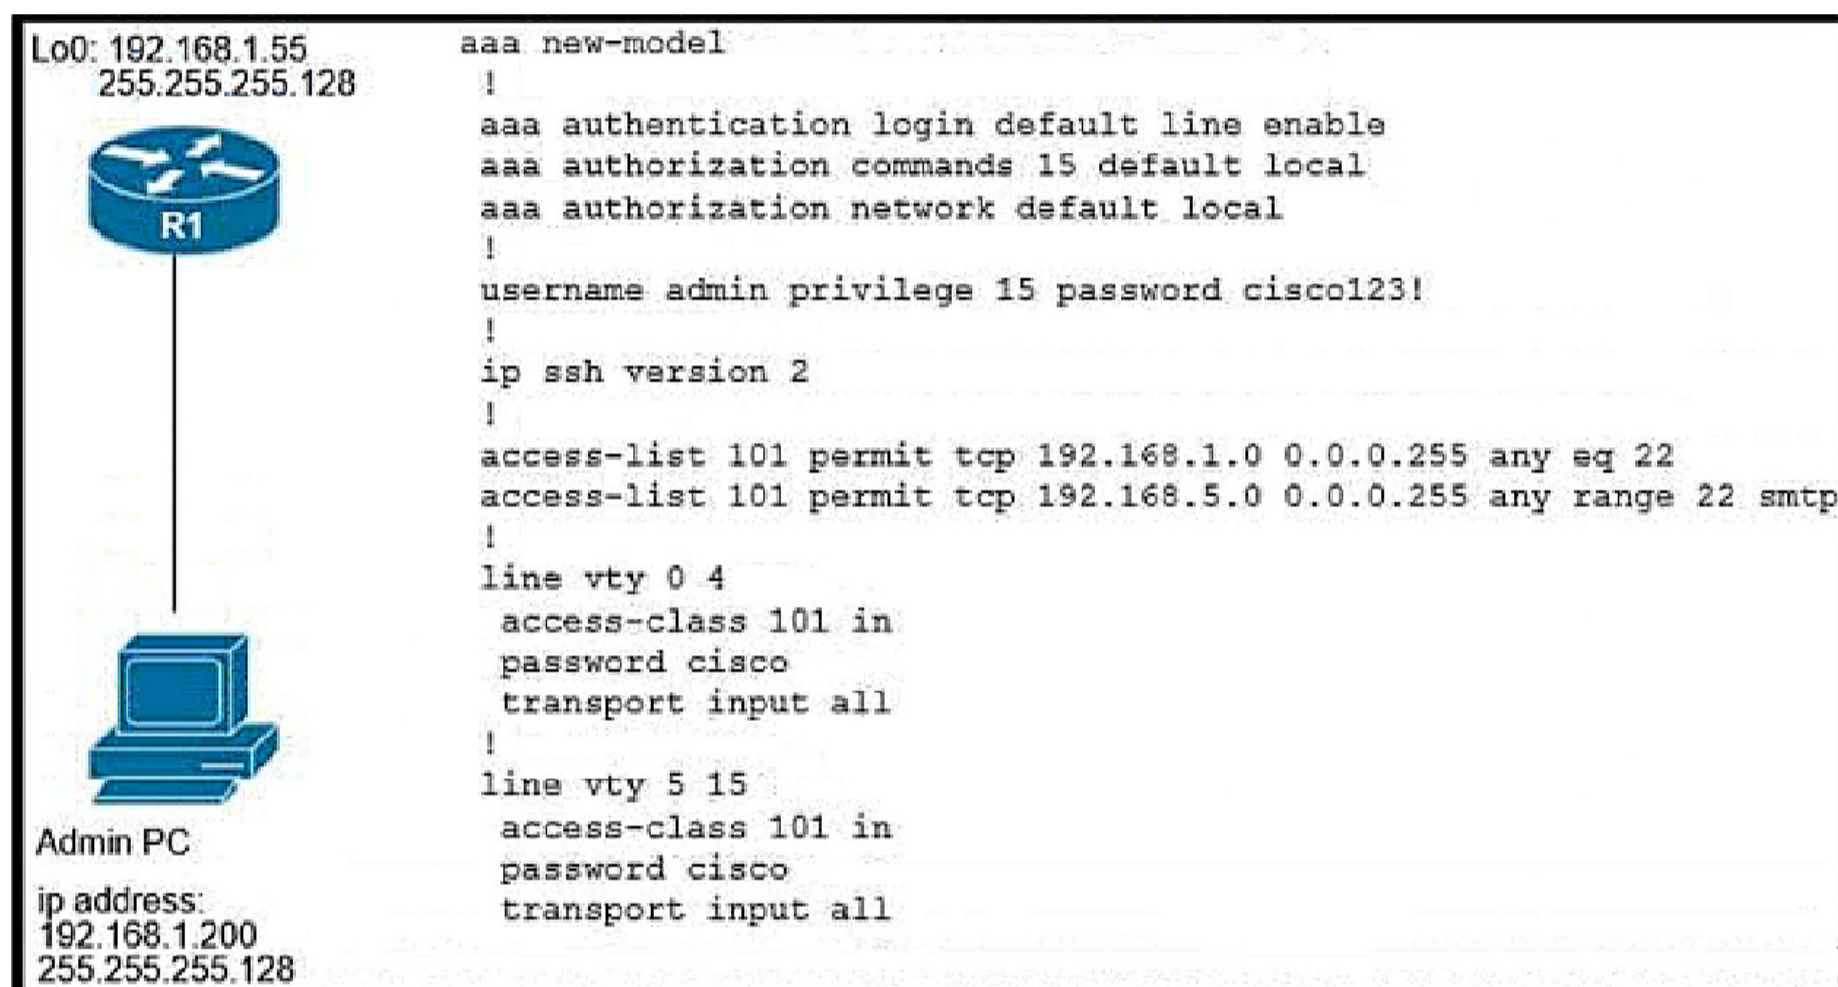 Lo0: 192.168.1.55
255.255.255.128
R1
Admin PC
ip address:
192.168.1.200
255.255.255.128
aaa new-model
!
aaa authentication login default line enable
aaa authorization commands 15 default local
aaa authorization network default local
!
username admin privilege 15 password cisco123!
!
ip ssh version 2
!
access-list 101 permit tcp 192.168.1.0 0.0.0.255 any eq 22
access-list 101 permit tcp 192.168.5.0 0.0.0.255 any range 22 smtp
!
line vty 0 4
access-class 101 in
password cisco
transport input all
!
line vty 5 15
access-class 101 in
password cisco
transport input all